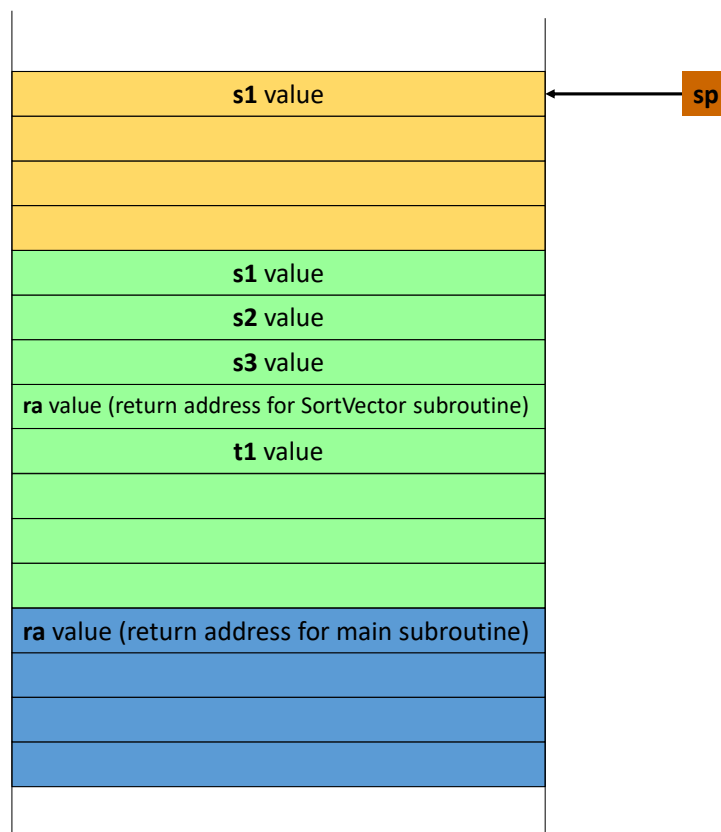 s1 value
sp
s1 value
s2 value
s3 value
ra value (return address for SortVector subroutine)
t1 value
ra value (return address for main subroutine)